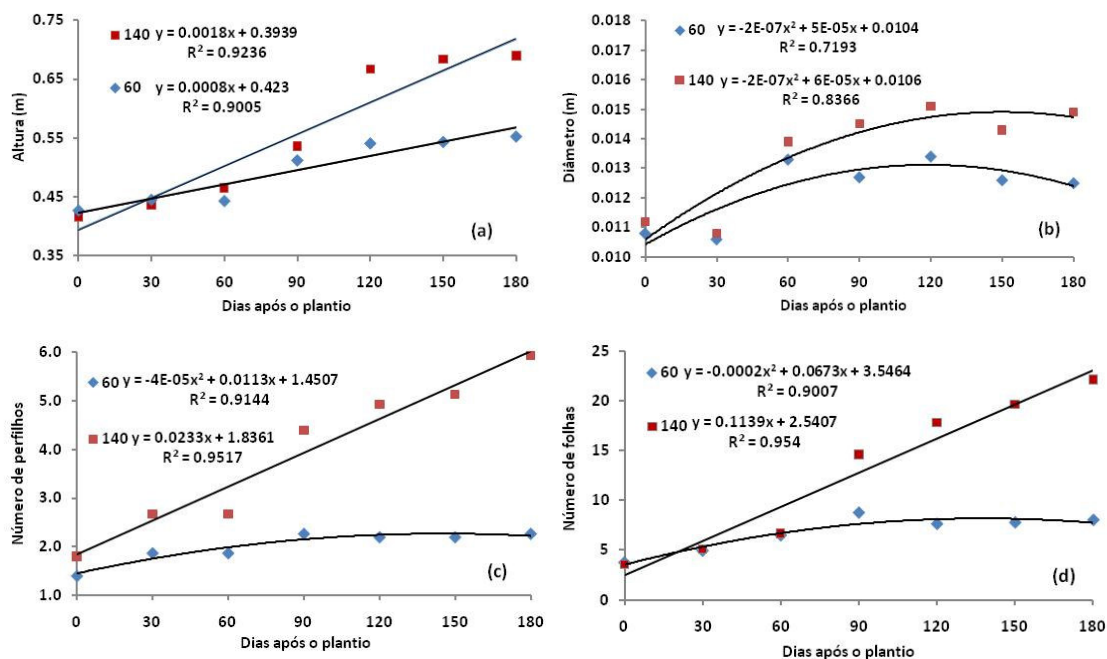 0.75
0.65
0.55
0.45
0.35
Altura (m)
140 y = 0.0018x + 0.3939
R² = 0.9236
60 y = 0.0008x + 0.423
R² = 0.9005
(a)
0 30 60 90 120 150 180
Dias após o plantio
0.018
0.017
0.016
0.015
0.014
0.013
0.012
0.011
0.010
Diâmetro (m)
60 y = -2E-07x² + 5E-05x + 0.0104
R² = 0.7193
140 y = -2E-07x² + 6E-05x + 0.0106
R² = 0.8366
(b)
0 30 60 90 120 150 180
Dias após o plantio
6.0
5.0
4.0
3.0
2.0
1.0
Número de perfilhos
60 y = -4E-05x² + 0.0113x + 1.4507
R² = 0.9144
140 y = 0.0233x + 1.8361
R² = 0.9517
(c)
0 30 60 90 120 150 180
Dias após o plantio
25
20
15
10
5
0
Número de folhas
60 y = -0.0002x² + 0.0673x + 3.5464
R² = 0.9007
140 y = 0.1139x + 2.5407
R² = 0.954
(d)
0 30 60 90 120 150 180
Dias após o plantio